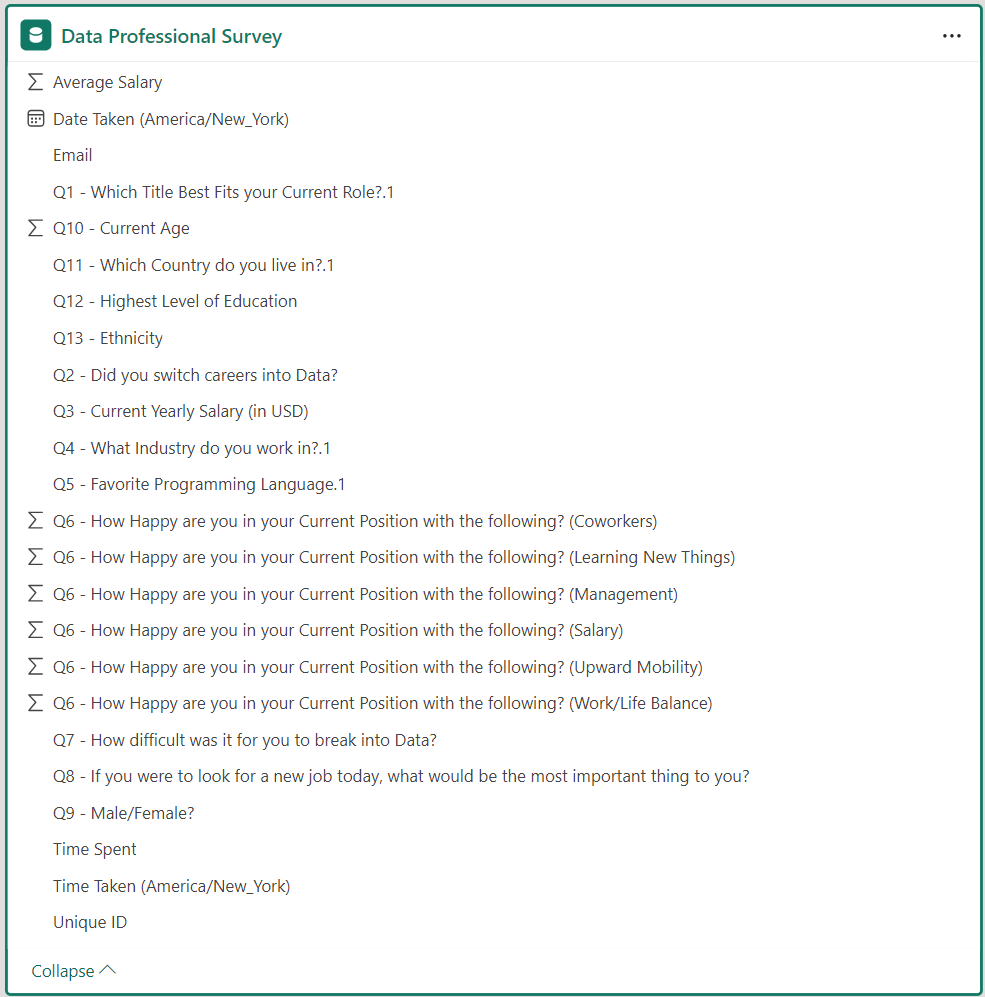 Data Professional Survey
Average Salary
Date Taken (America/New_York)
Email
Q1 - Which Title Best Fits your Current Role?.1
Q10 - Current Age
Q11 - Which Country do you live in?.1
Q12 - Highest Level of Education
Q13 - Ethnicity
Q2 - Did you switch careers into Data?
Q3 - Current Yearly Salary (in USD)
Q4 - What Industry do you work in?.1
Q5 - Favorite Programming Language.1
Q6 - How Happy are you in your Current Position with the following? (Coworkers)
Q6 - How Happy are you in your Current Position with the following? (Learning New Things)
Q6 - How Happy are you in your Current Position with the following? (Management)
Q6 - How Happy are you in your Current Position with the following? (Salary)
Q6 - How Happy are you in your Current Position with the following? (Upward Mobility)
Q6 - How Happy are you in your Current Position with the following? (Work/Life Balance)
Q7 - How difficult was it for you to break into Data?
Q8 - If you were to look for a new job today, what would be the most important thing to you?
Q9 - Male/Female?
Time Spent
Time Taken (America/New_York)
Unique ID
Collapse